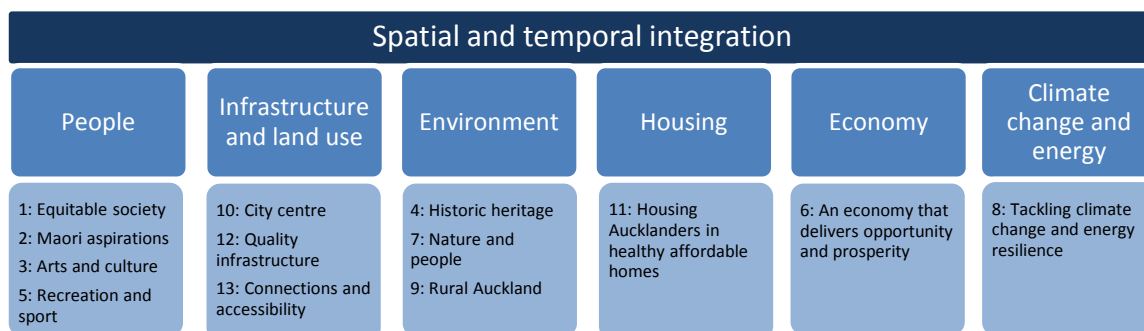 Spatial and temporal integration
People
Infrastructure
and land use
Environment
Housing
Economy
Climate
change and
energy
1: Equitable society
2: Maori aspirations
3: Arts and culture
5: Recreation and
sport
10: City centre
12: Quality
infrastructure
13: Connections and
accessibility
4: Historic heritage
7: Nature and
people
9: Rural Auckland
11: Housing
Aucklanders in
healthy affordable
homes
6: An economy that
delivers opportunity
and prosperity
8: Tackling climate
change and energy
resilience